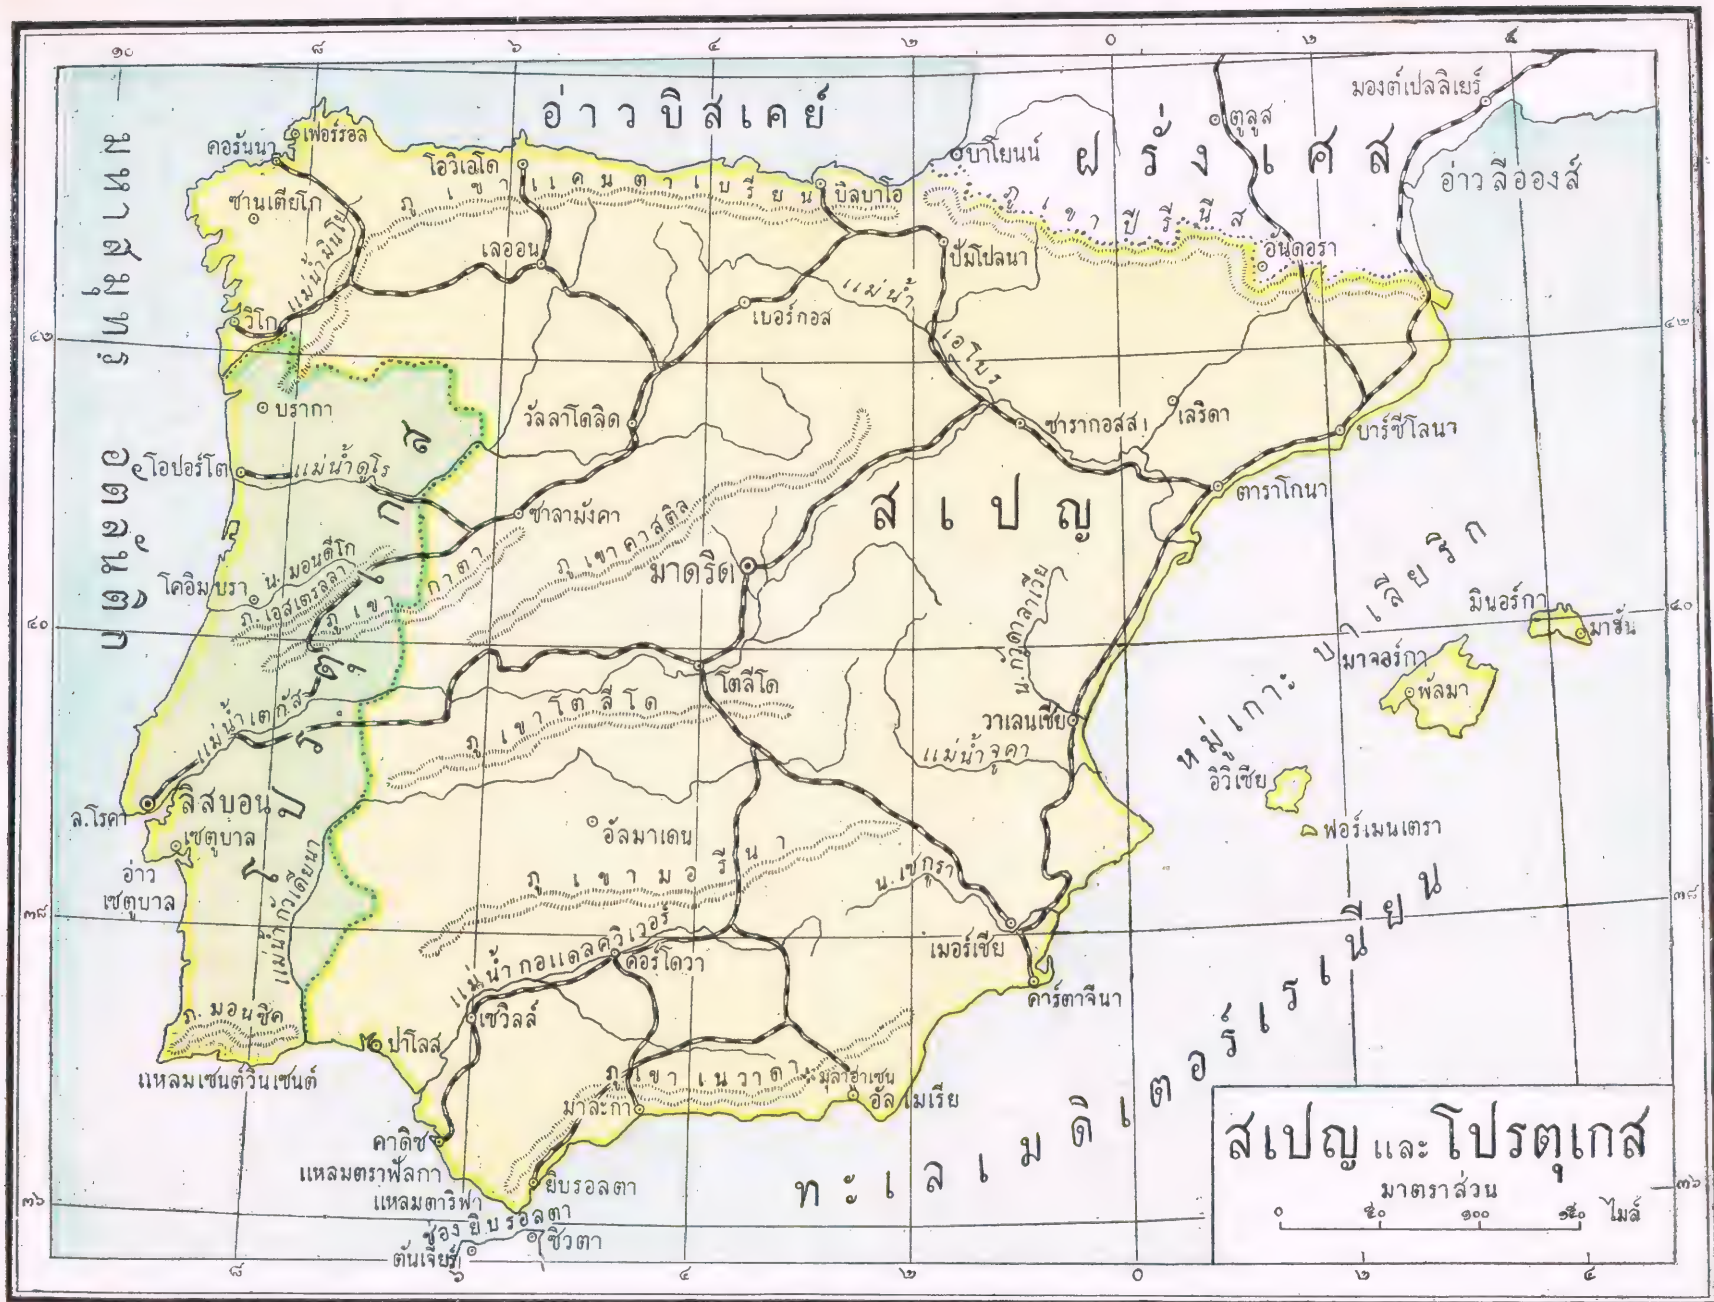 ๑๐ ๘ ๖ ๔ ๒ ๐ ๒ ๔
อ่าวบิสเคย์
ฝรั่งเศส
มองต์เปลลิเยร์
ตูลูส
บาโยนน์
อ่าวลีอองส์
มหาสมุทรอัตลันติก
เฟอร์รอล
คอรันนา
โอวิเอโด
ภูเขาแคนตาเบรียน
บิลบาโอ
ซานเตียโก
ภูเขาปิรีนีส
แม่น้ำมินโย
เลออน
ปัมโปลนา
อันดอรา
แม่น้ำเอโบร
เบอร์กอส
วิโก
๔๒
๔๒
บรากา
วัลลาโดลิด
ซารากอสสา
เลริดา
บาร์ซีโลนา
โอปอร์โต
แม่น้ำดูโร
ซาลามังคา
ตาราโกนา
สเปญ
ภูเขาคาสติล
มาดริด
น. มอนดีโก
โคอิมบรา
ภ. เอสเตรลลา
ภูเขากาตา
น. กัวดาลาเวีย
หมู่เกาะบาเลียริก
มินอร์กา
มาฮัน
๔๐
๔๐
มาจอร์กา
พัลมา
โปรตุเกส
โตลีโด
แม่น้ำเตกัส
ภูเขาโตลีโด
วาเลนเซีย
แม่น้ำจูคา
อิวิเซีย
ฟอร์เมนเตรา
ลิสบอน
ล. โรคา
เซตูบาล
อ่าว
เซตูบาล
อัลมาเดน
ภูเขามอรีนา
น. เซกูรา
แม่น้ำกัวเดียนา
๓๘
๓๘
แม่น้ำกอแดลควิเวอร์
คอร์โดวา
เมอร์เซีย
คาร์ตาจีนา
เซวิลล์
ภ. มอนชิค
ปาโลส
แหลมเซนต์วินเซนต์
ภูเขาเนวาดา
มุลาฮาเซน
มาละกา
อัลเมเรีย
ทะเลเมดิเตอร์เรเนียน
คาดิซ
แหลมตราฟัลกา
ยิบรอลตา
แหลมตาริฟา
ช่องยิบรอลตา
ซิวตา
ตันเจียร์
๓๖
๓๖
สเปญ และ โปรตุเกส
มาตราส่วน
๐ ๕๐ ๑๐๐ ๑๕๐ ไมล์
๘ ๖ ๔ ๒ ๐ ๒ ๔